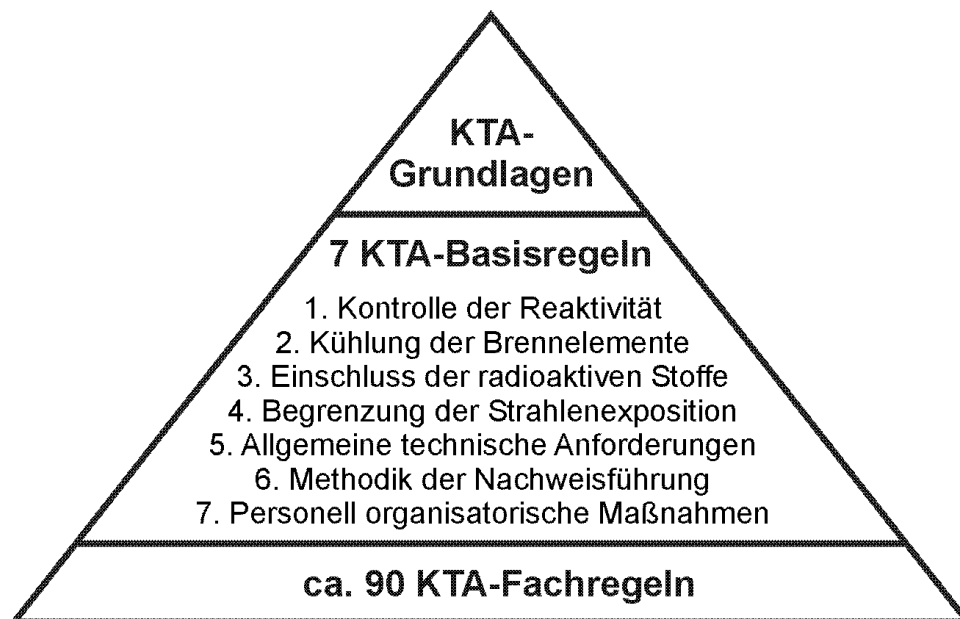 KTA-
Grundlagen
7 KTA-Basisregeln
1. Kontrolle der Reaktivität
2. Kühlung der Brennelemente
3. Einschluss der radioaktiven Stoffe
4. Begrenzung der Strahlenexposition
5. Allgemeine technische Anforderungen
6. Methodik der Nachweisführung
7. Personell organisatorische Maßnahmen
ca. 90 KTA-Fachregeln